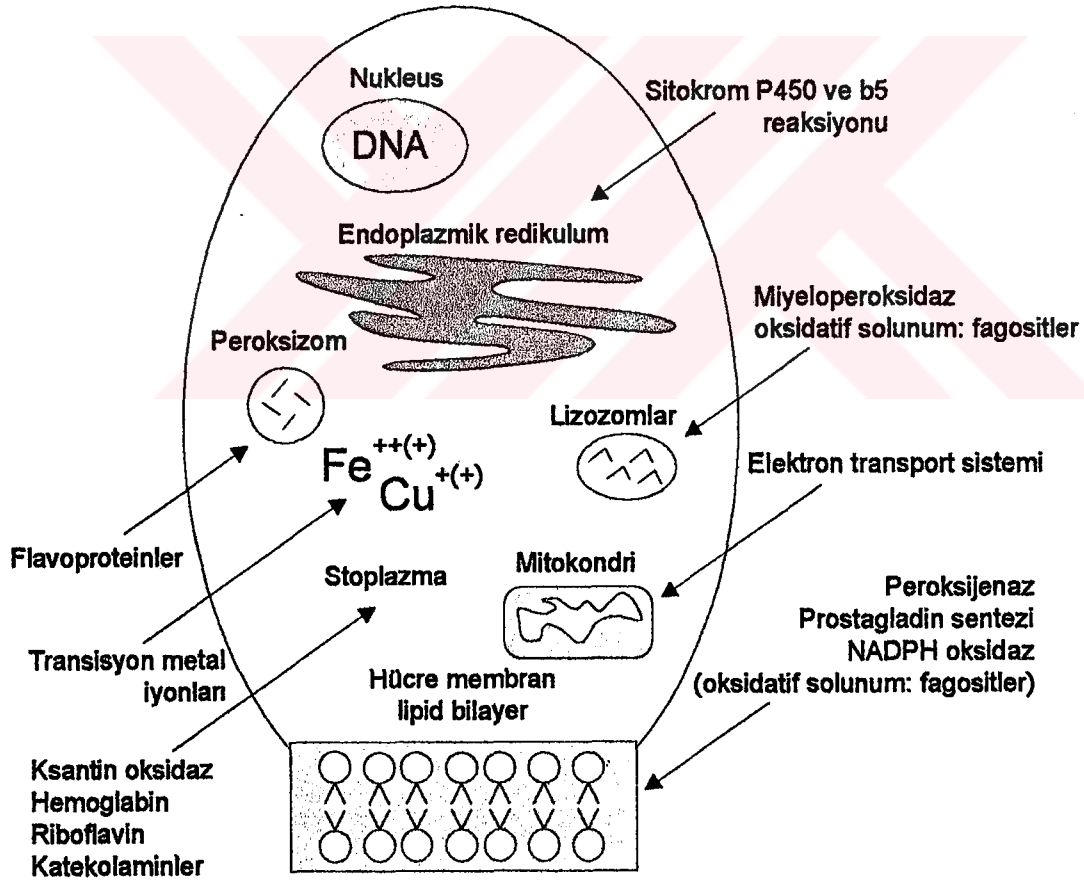 Nukleus
DNA
Sitokrom P450 ve b5
reaksiyonu
Endoplazmik redikulum
Miyeloperoksidaz
oksidatif solunum: fagositler
Peroksizom
Lizozomlar
Fe++(+)
Cu+(+)
Elektron transport sistemi
Flavoproteinler
Stoplazma
Mitokondri
Peroksijenaz
Prostagladin sentezi
NADPH oksidaz
(oksidatif solunum: fagositler)
Transisyon metal
iyonları
Hücre membran
lipid bilayer
Ksantin oksidaz
Hemoglabin
Riboflavin
Katekolaminler